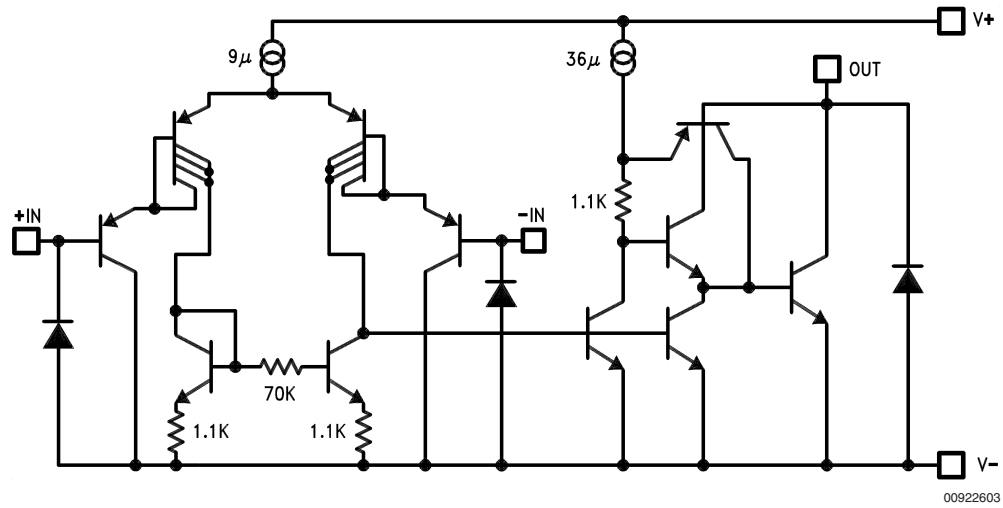 V+
9μ
36μ
OUT
1.1K
+IN
-IN
70K
1.1K
1.1K
V-
00922603